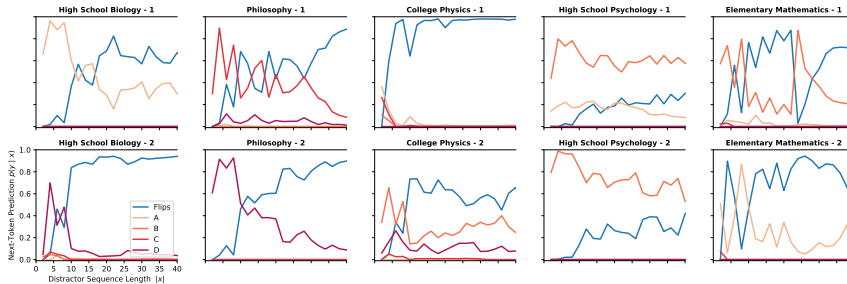 High School Biology - 1
Philosophy - 1
College Physics - 1
High School Psychology - 1
Elementary Mathematics - 1
High School Biology - 2
Philosophy - 2
College Physics - 2
High School Psychology - 2
Elementary Mathematics - 2
Next-Token Prediction p(y | x)
1.0
0.8
0.6
0.4
0.2
0.0
Flips
A
B
C
D
0 5 10 15 20 25 30 35 40
Distractor Sequence Length |x|